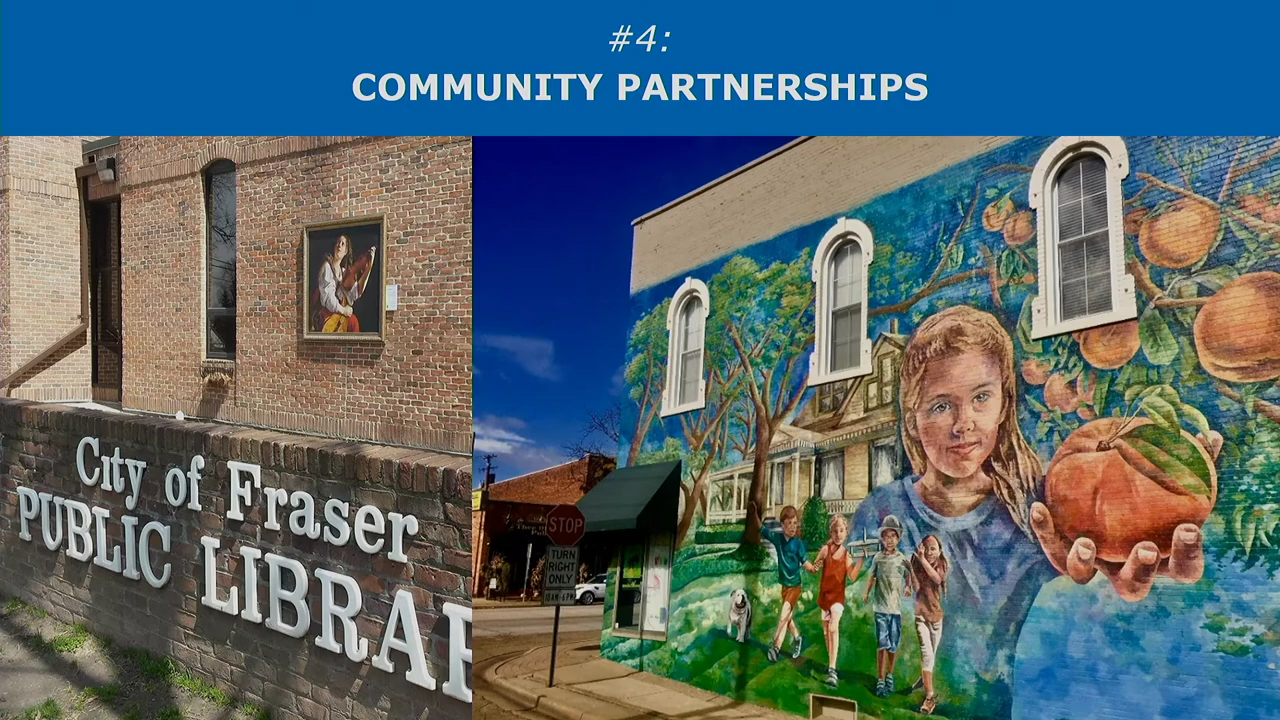 #4:
COMMUNITY PARTNERSHIPS
City of Fraser
PUBLIC LIBRAR
STOP
TURN
RIGHT
ONLY